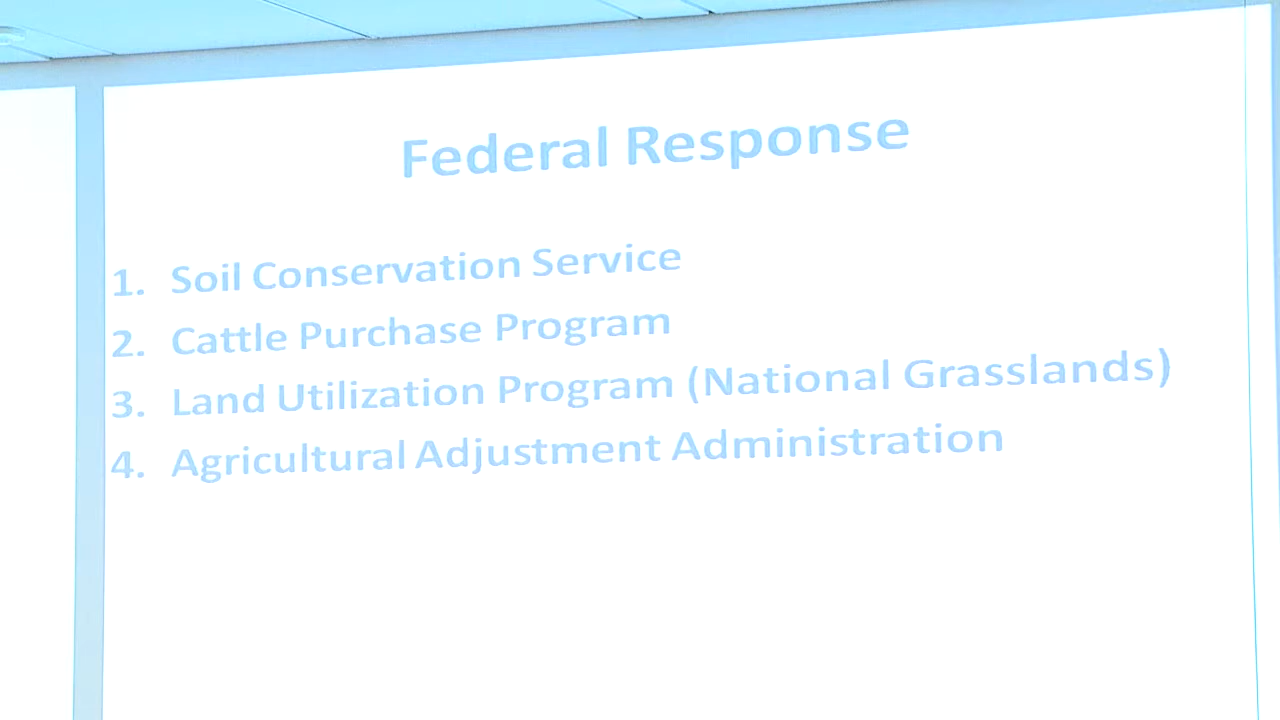 Federal Response
1. Soil Conservation Service
2. Cattle Purchase Program
3. Land Utilization Program (National Grasslands)
4. Agricultural Adjustment Administration